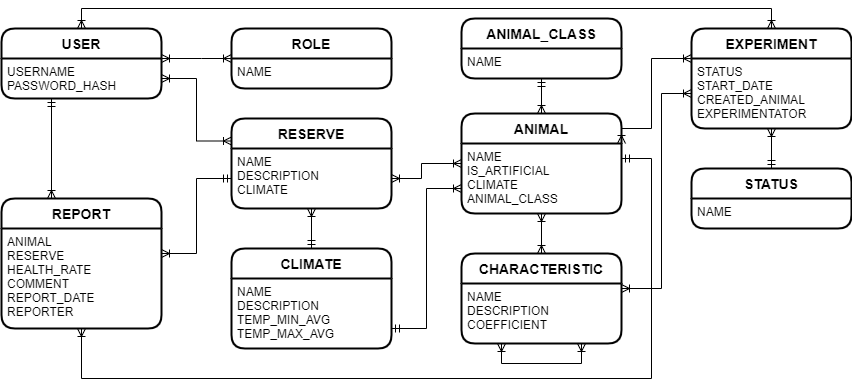 USER
USERNAME
PASSWORD_HASH
ROLE
NAME
ANIMAL_CLASS
NAME
EXPERIMENT
STATUS
START_DATE
CREATED_ANIMAL
EXPERIMENTATOR
RESERVE
NAME
DESCRIPTION
CLIMATE
ANIMAL
NAME
IS_ARTIFICIAL
CLIMATE
ANIMAL_CLASS
STATUS
NAME
REPORT
ANIMAL
RESERVE
HEALTH_RATE
COMMENT
REPORT_DATE
REPORTER
CLIMATE
NAME
DESCRIPTION
TEMP_MIN_AVG
TEMP_MAX_AVG
CHARACTERISTIC
NAME
DESCRIPTION
COEFFICIENT